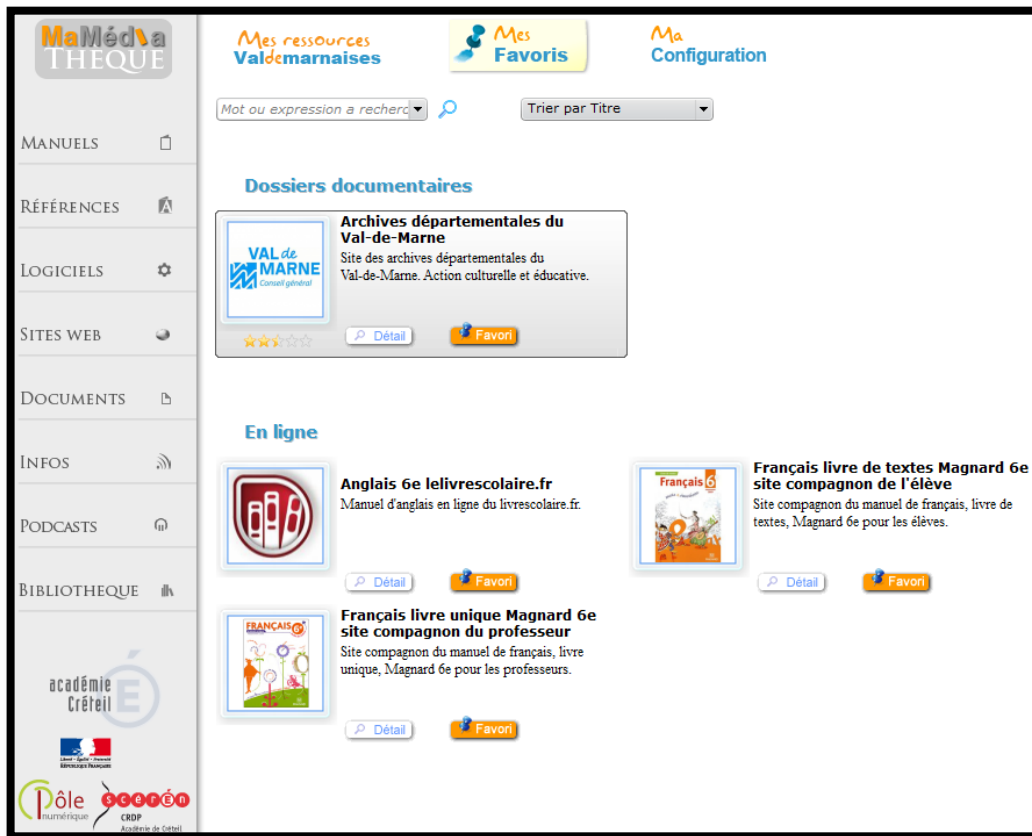 MaMédia
THEQUE
Mes ressources
Valdemarnaises
Mes
Favoris
Ma
Configuration
Mot ou expression a recherc
Trier par Titre
MANUELS
RÉFÉRENCES
LOGICIELS
SITES WEB
DOCUMENTS
INFOS
PODCASTS
BIBLIOTHEQUE
académie
Créteil
É
Liberté • Égalité • Fraternité
RÉPUBLIQUE FRANÇAISE
Pôle
numérique
scérén
CRDP
Académie de Créteil
Dossiers documentaires
VAL de
MARNE
Conseil général
Archives départementales du
Val-de-Marne
Site des archives départementales du
Val-de-Marne. Action culturelle et éducative.
Détail
Favori
En ligne
Anglais 6e lelivrescolaire.fr
Manuel d'anglais en ligne du livrescolaire.fr.
Détail
Favori
Français 6
Français livre de textes Magnard 6e
site compagnon de l'élève
Site compagnon du manuel de français, livre de
textes, Magnard 6e pour les élèves.
Détail
Favori
FRANÇAIS 6e
Français livre unique Magnard 6e
site compagnon du professeur
Site compagnon du manuel de français, livre
unique, Magnard 6e pour les professeurs.
Détail
Favori